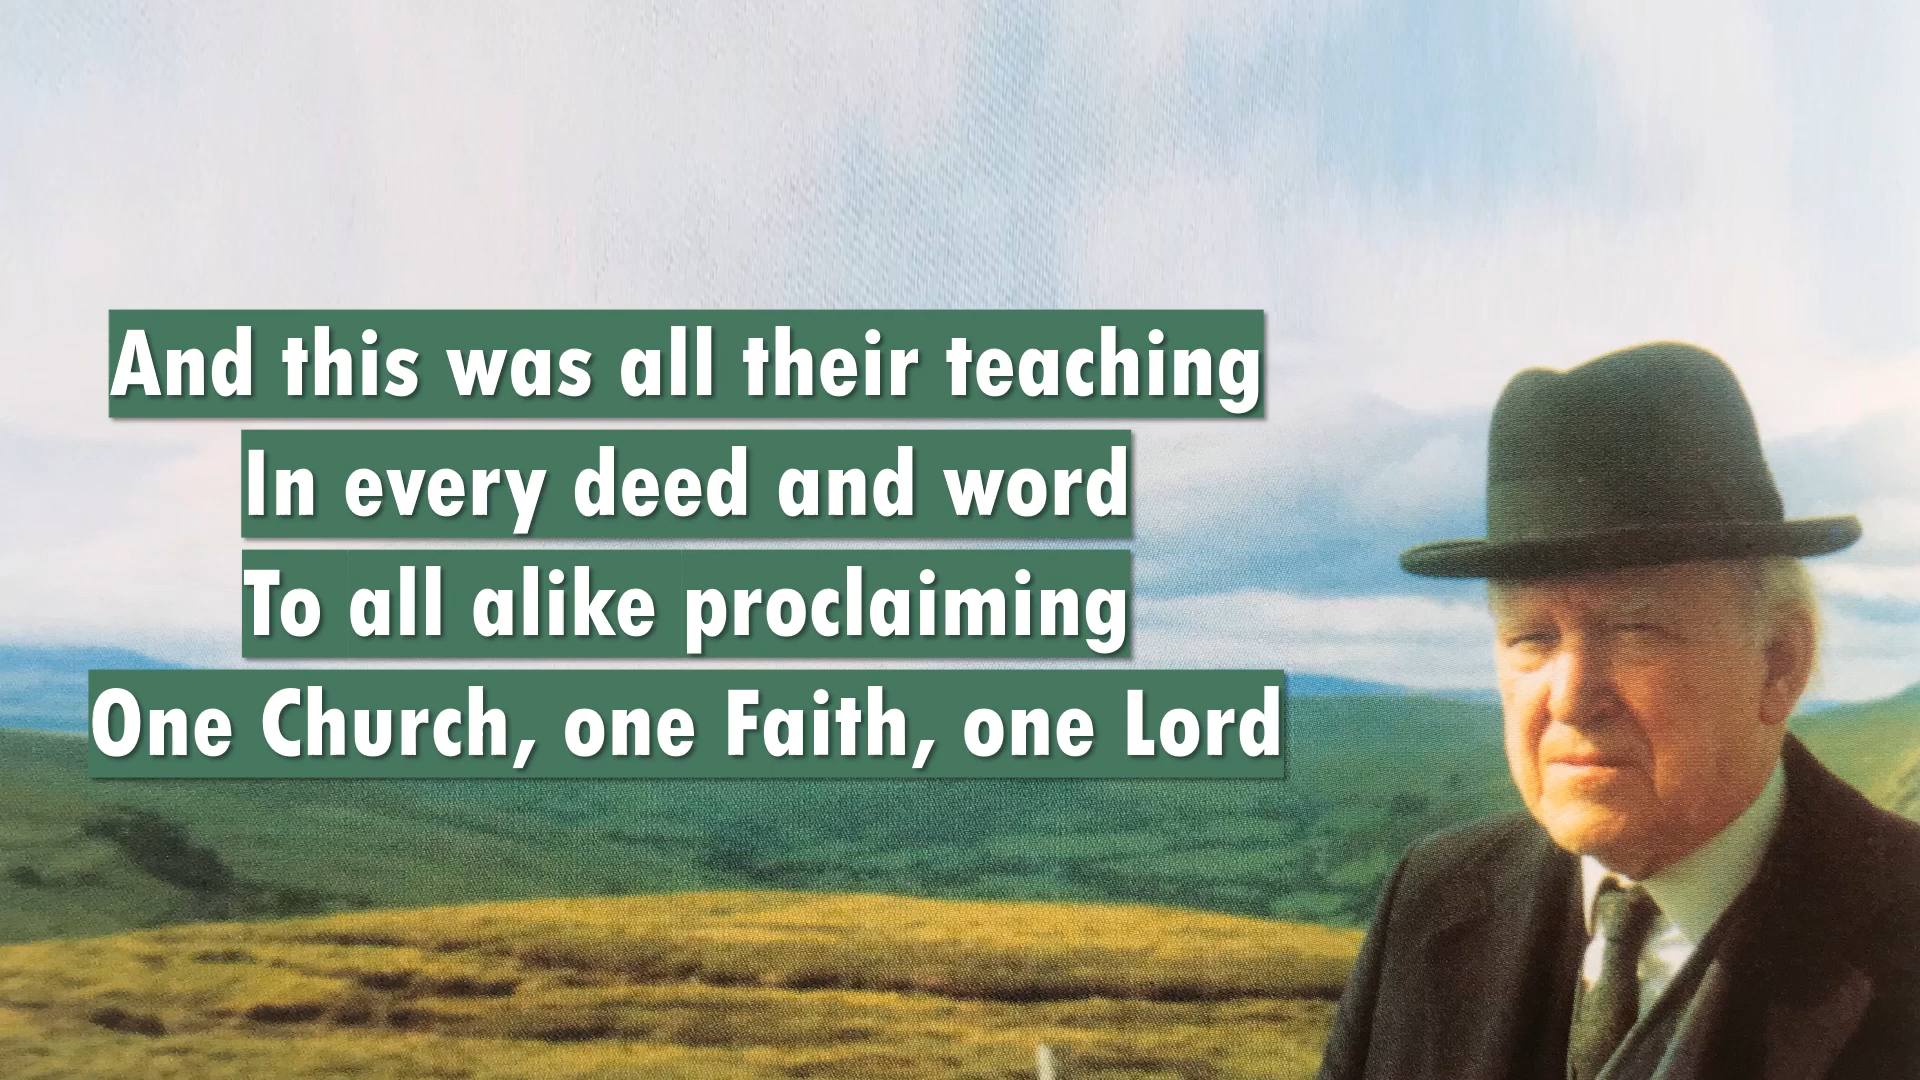 And this was all their teaching
In every deed and word
To all alike proclaiming
One Church, one Faith, one Lord